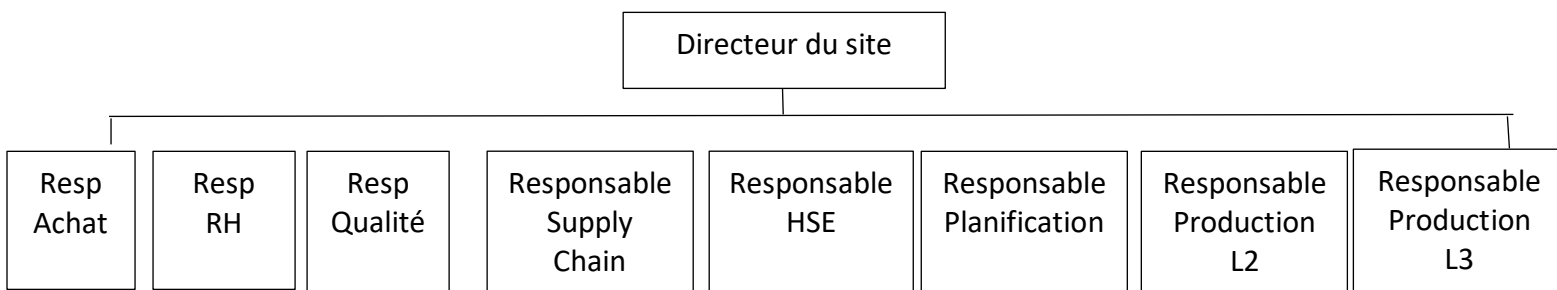 Directeur du site
Resp
Achat
Resp
RH
Resp
Qualité
Responsable
Supply
Chain
Responsable
HSE
Responsable
Planification
Responsable
Production
L2
Responsable
Production
L3